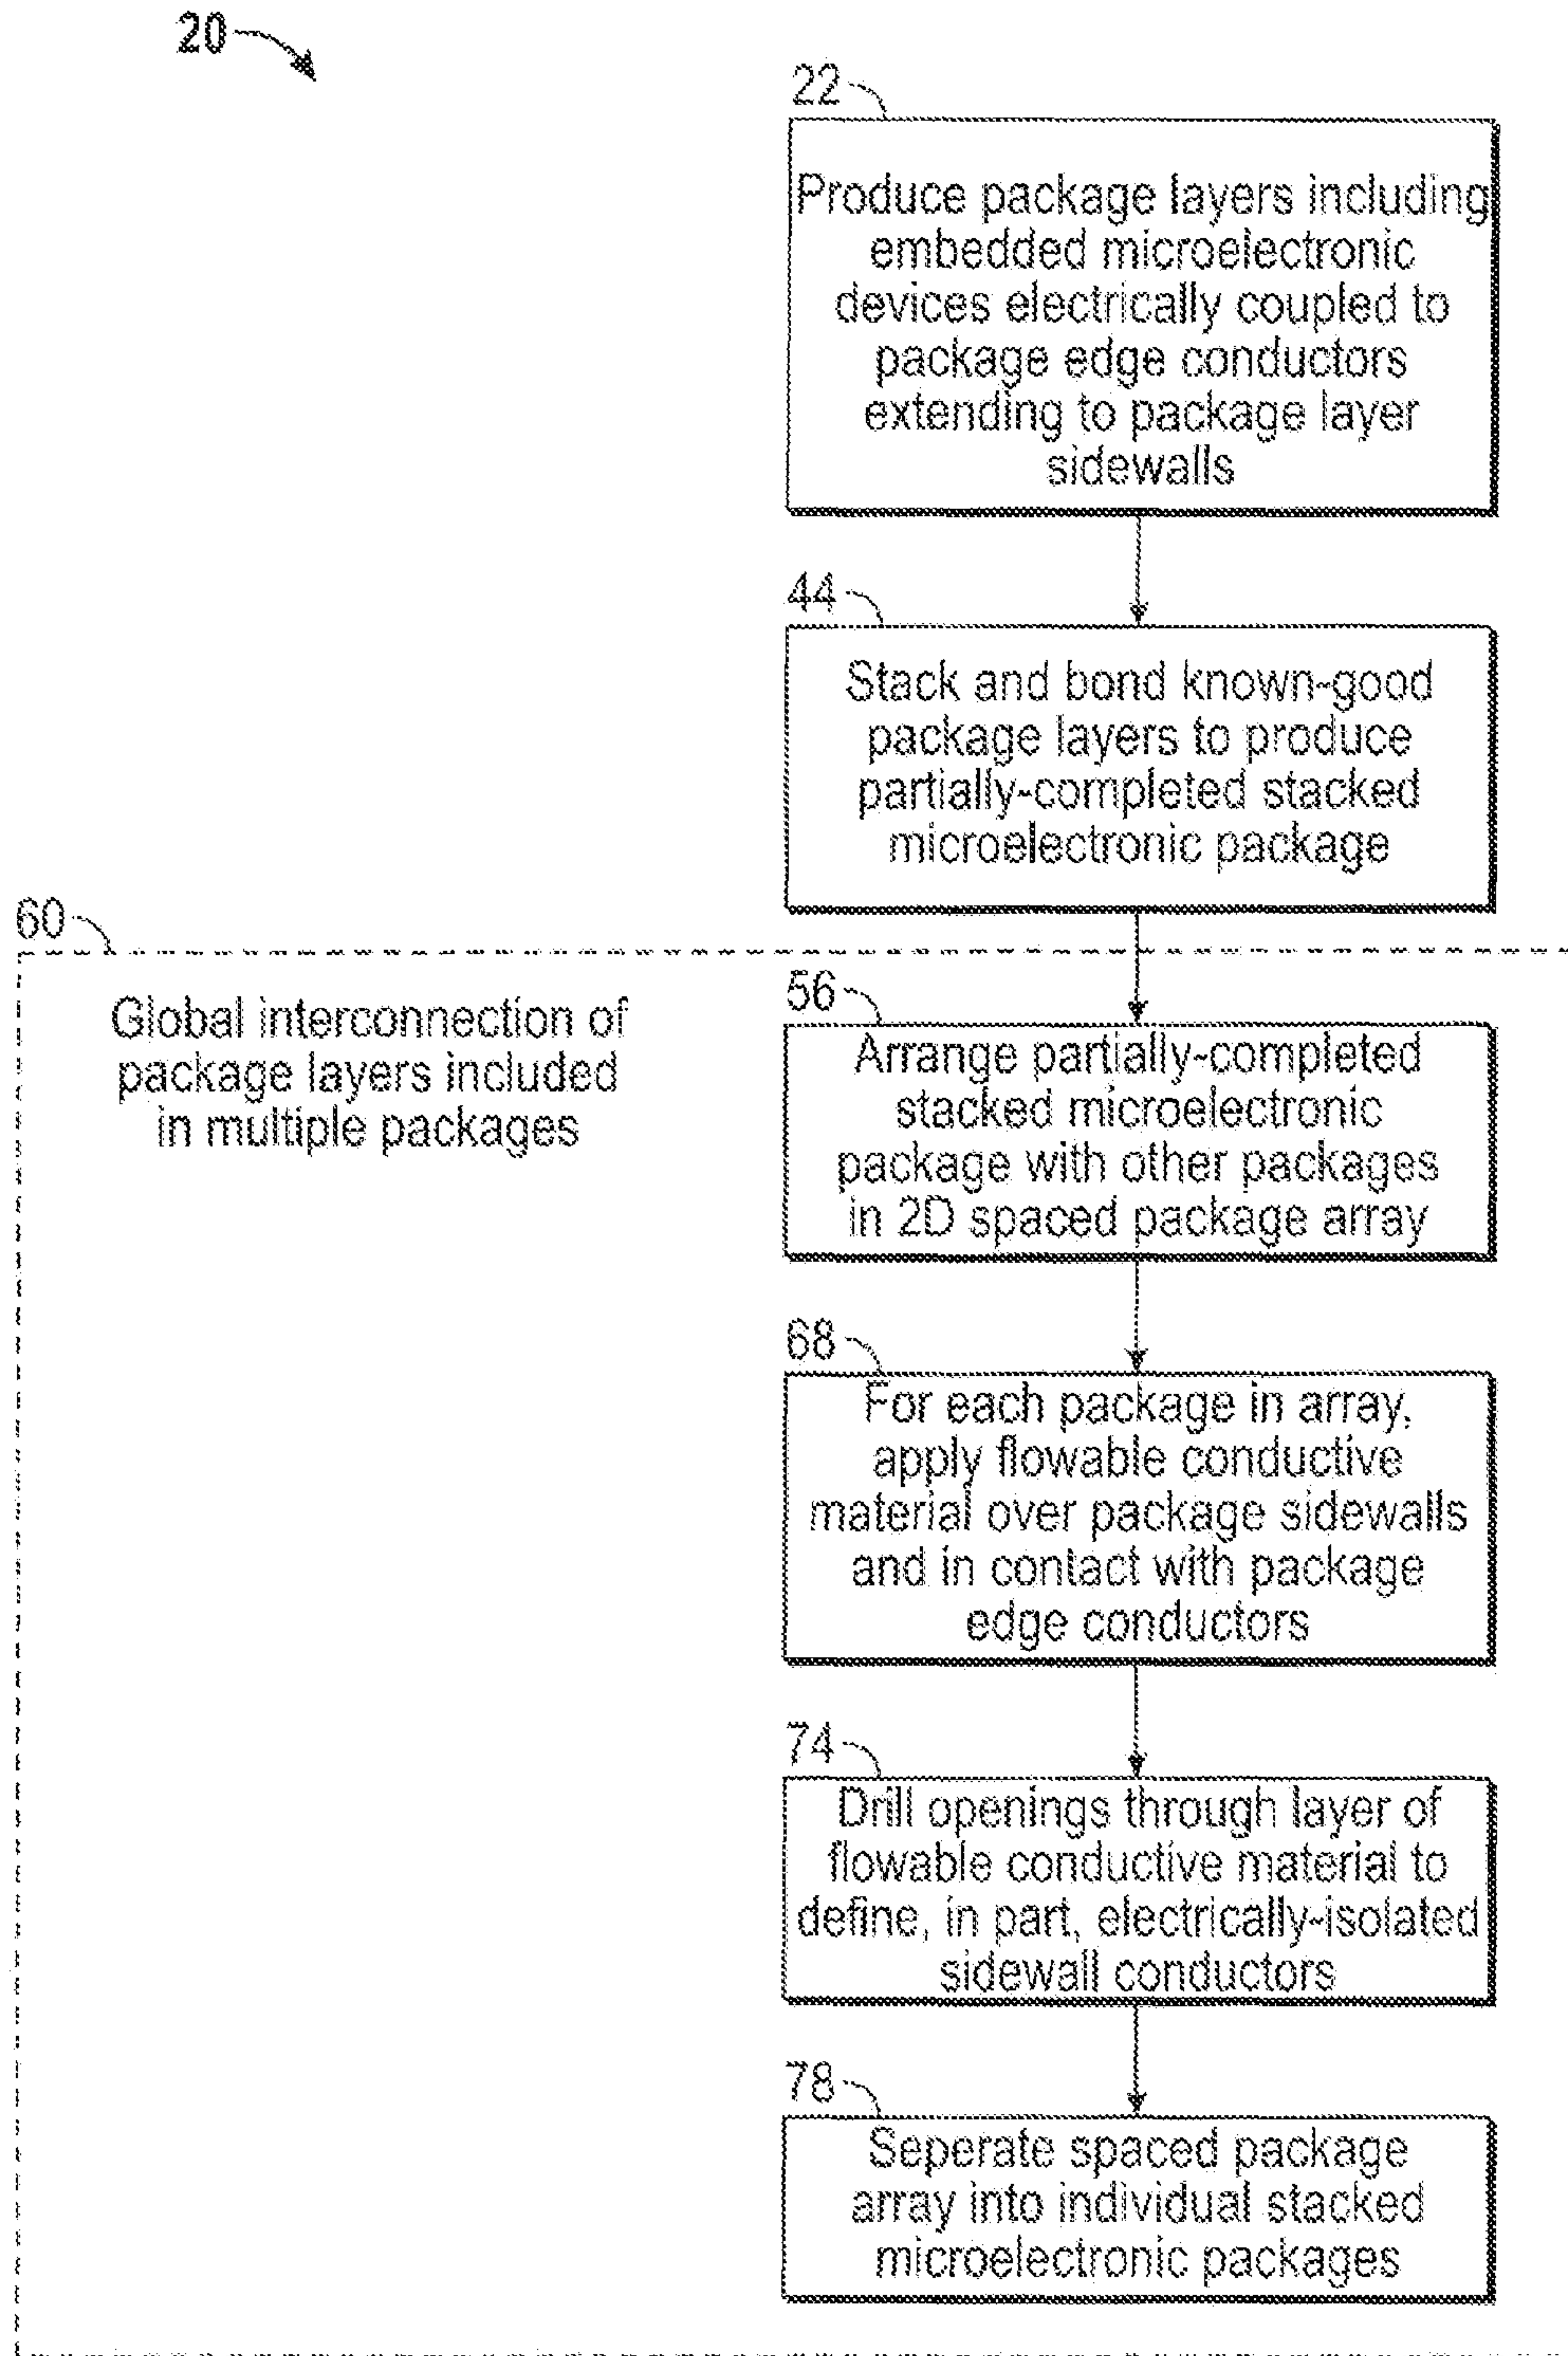 20
22
Produce package layers including
embedded microelectronic
devices electrically coupled to
package edge conductors
extending to package layer
sidewalls
44
Stack and bond known-good
package layers to produce
partially-completed stacked
microelectronic package
60
Global interconnection of
package layers included
in multiple packages
56
Arrange partially-completed
stacked microelectronic
package with other packages
in 2D spaced package array
68
For each package in array,
apply flowable conductive
material over package sidewalls
and in contact with package
edge conductors
74
Drill openings through layer of
flowable conductive material to
define, in part, electrically-isolated
sidewall conductors
78
Seperate spaced package
array into individual stacked
microelectronic packages